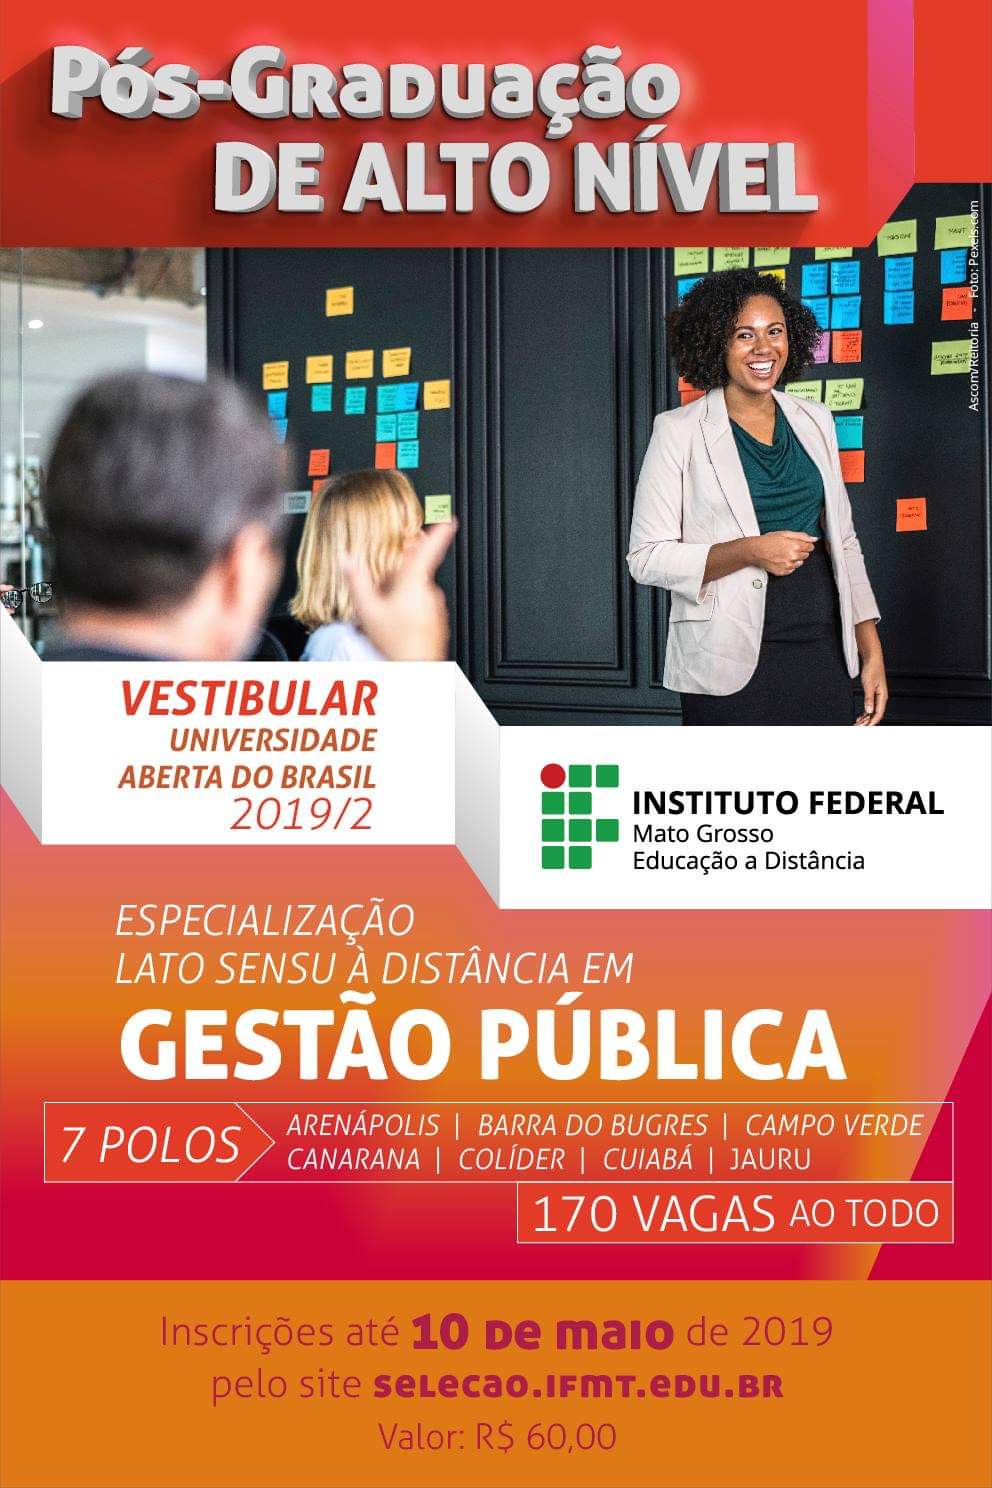 Pós-Graduação
DE ALTO NÍVEL
Ascom/Reitoria - Foto: Pexels.com
VESTIBULAR
UNIVERSIDADE
ABERTA DO BRASIL
2019/2
INSTITUTO FEDERAL
Mato Grosso
Educação a Distância
ESPECIALIZAÇÃO
LATO SENSU À DISTÂNCIA EM
GESTÃO PÚBLICA
7 POLOS
ARENÁPOLIS | BARRA DO BUGRES | CAMPO VERDE
CANARANA | COLÍDER | CUIABÁ | JAURU
170 VAGAS AO TODO
Inscrições até 10 de maio de 2019
pelo site selecao.ifmt.edu.br
Valor: R$ 60,00